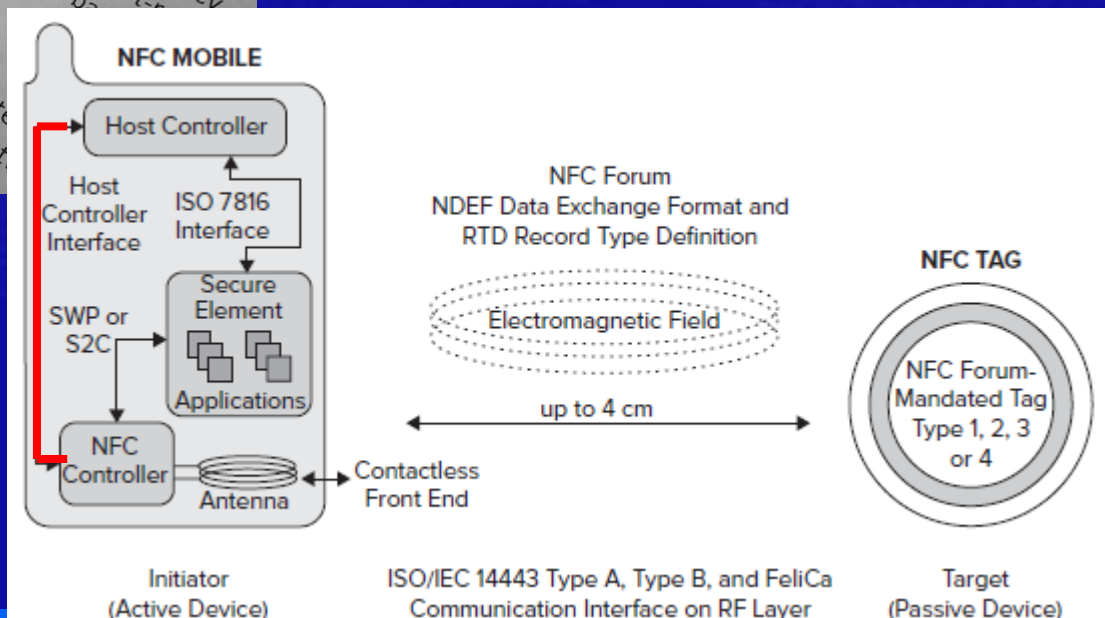 NFC MOBILE
Host Controller
Host
Controller
Interface
ISO 7816
Interface
Secure
Element
Applications
SWP or
S2C
NFC
Controller
Antenna
Contactless
Front End
Initiator
(Active Device)
NFC Forum
NDEF Data Exchange Format and
RTD Record Type Definition
Electromagnetic Field
up to 4 cm
ISO/IEC 14443 Type A, Type B, and FeliCa
Communication Interface on RF Layer
NFC TAG
NFC Forum-
Mandated Tag
Type 1, 2, 3
or 4
Target
(Passive Device)